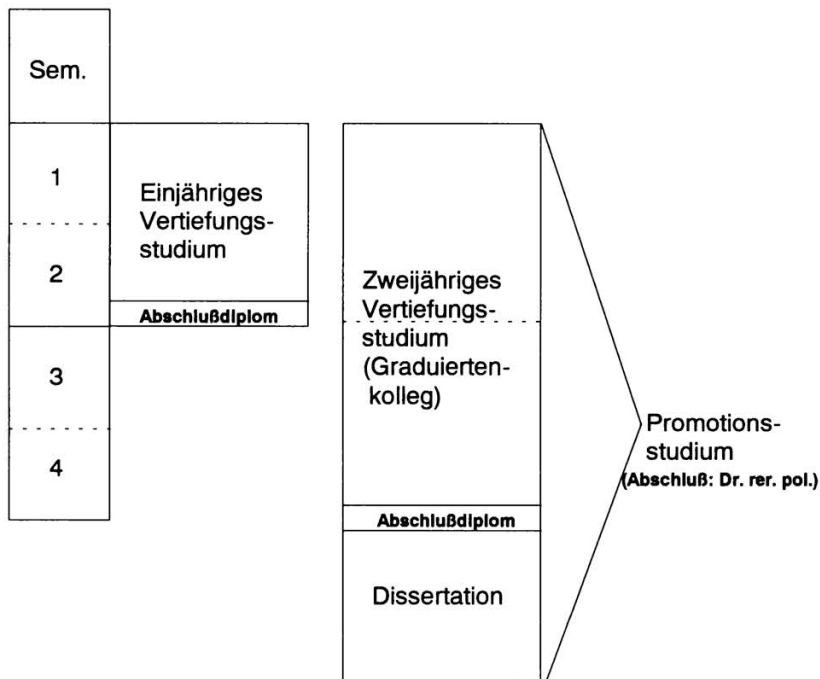 Sem.
1
2
3
4
Einjähriges
Vertiefungs-
studium
Abschlußdiplom
Zweijähriges
Vertiefungs-
studium
(Graduierten-
kolleg)
Abschlußdiplom
Dissertation
Promotions-
studium
(Abschluß: Dr. rer. pol.)